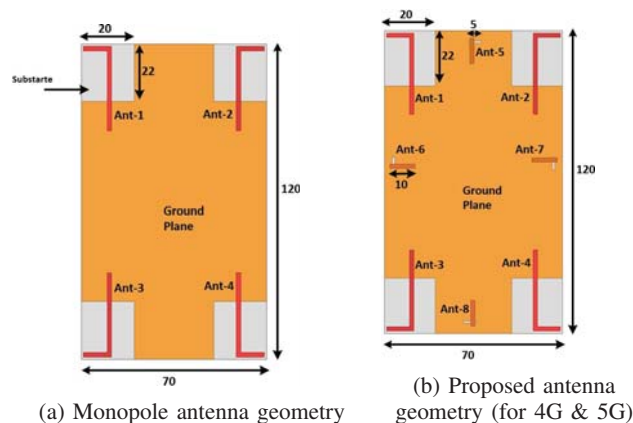 20
22
Substarte
Ant-1
Ant-2
120
Ground
Plane
Ant-3
Ant-4
70
(a) Monopole antenna geometry
20
5
22
Ant-5
Ant-1
Ant-2
Ant-6
Ant-7
10
120
Ground
Plane
Ant-3
Ant-4
Ant-8
70
(b) Proposed antenna
geometry (for 4G & 5G)